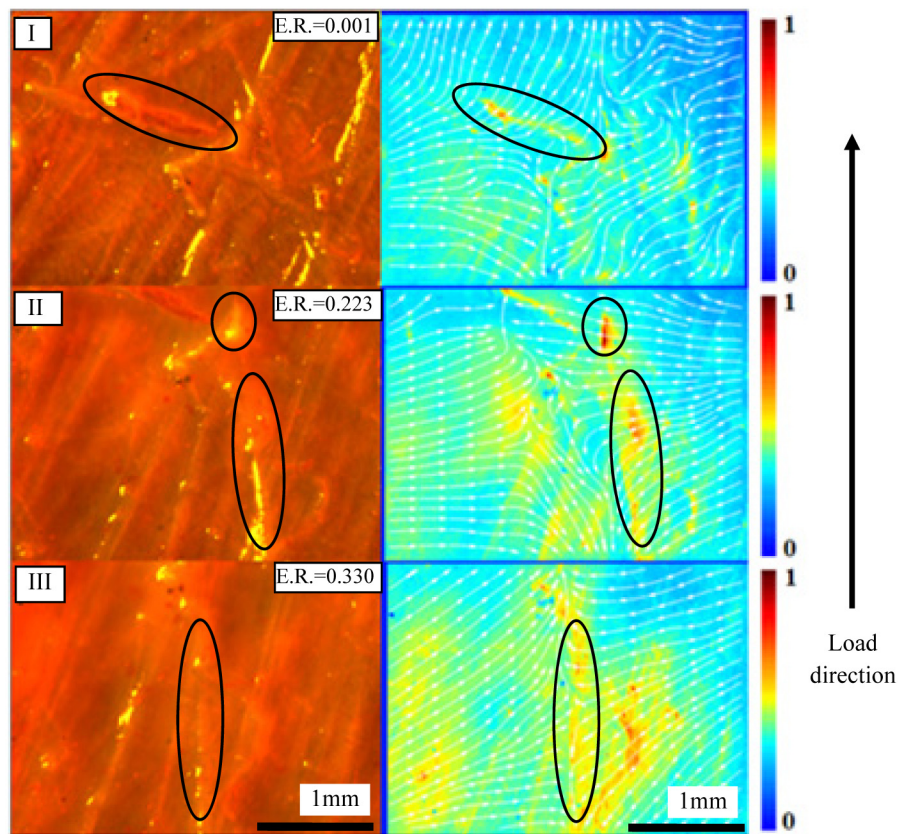 I
E.R.=0.001
1
0
II
E.R.=0.223
1
0
III
E.R.=0.330
1
0
Load
direction
1mm
1mm